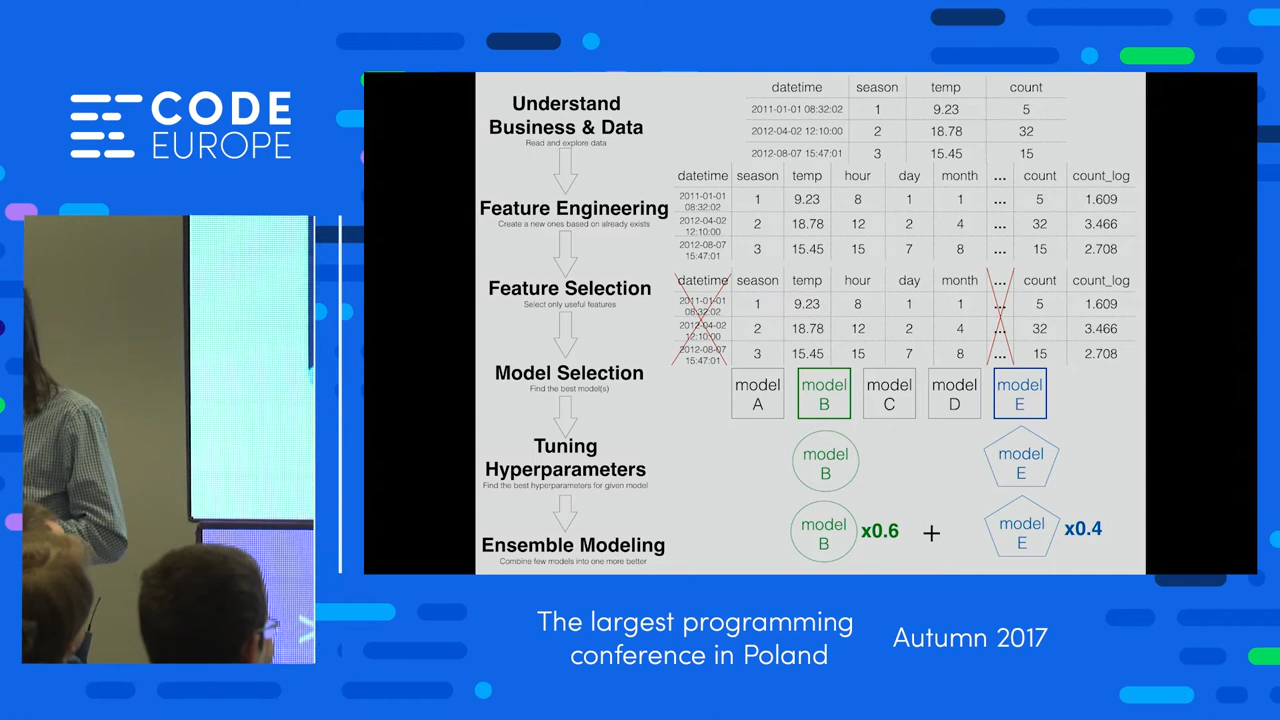 CODE
EUROPE
Understand
Business & Data
Read and explore data
datetime season temp count
2011-01-01 08:32:02 1 9.23 5
2012-04-02 12:10:00 2 18.78 32
2012-08-07 15:47:01 3 15.45 15
Feature Engineering
Create a new ones based on already exists
datetime season temp hour day month ... count count_log
2011-01-01
08:32:02 1 9.23 8 1 1 ... 5 1.609
2012-04-02
12:10:00 2 18.78 12 2 4 ... 32 3.466
2012-08-07
15:47:01 3 15.45 15 7 8 ... 15 2.708
Feature Selection
Select only useful features
datetime season temp hour day month ... count count_log
2011-01-01
08:32:02 1 9.23 8 1 1 ... 5 1.609
2012-04-02
12:10:00 2 18.78 12 2 4 ... 32 3.466
2012-08-07
15:47:01 3 15.45 15 7 8 ... 15 2.708
Model Selection
Find the best model(s)
model model model model model
A B C D E
Tuning
Hyperparameters
Find the best hyperparameters for given model
model model
B E
Ensemble Modeling
Combine few models into one more better
model model
B x0.6 + E x0.4
The largest programming
conference in Poland
Autumn 2017